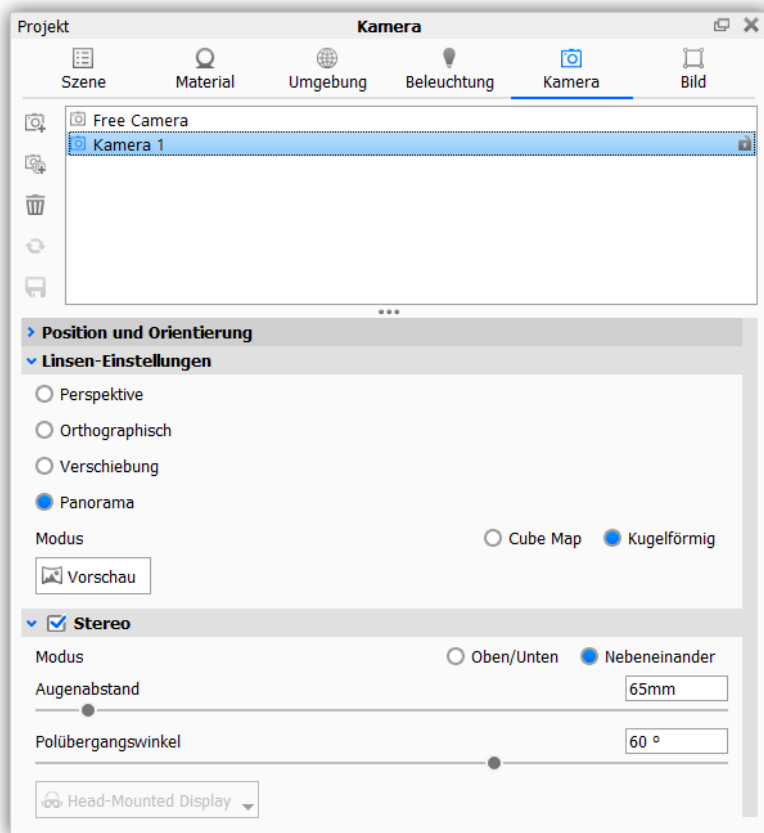 Projekt Kamera
Szene Material Umgebung Beleuchtung Kamera Bild
Free Camera
Kamera 1
Position und Orientierung
Linsen-Einstellungen
Perspektive
Orthographisch
Verschiebung
Panorama
Modus Cube Map Kugelförmig
Vorschau
Stereo
Modus Oben/Unten Nebeneinander
Augenabstand 65mm
Polübergangswinkel 60 º
Head-Mounted Display